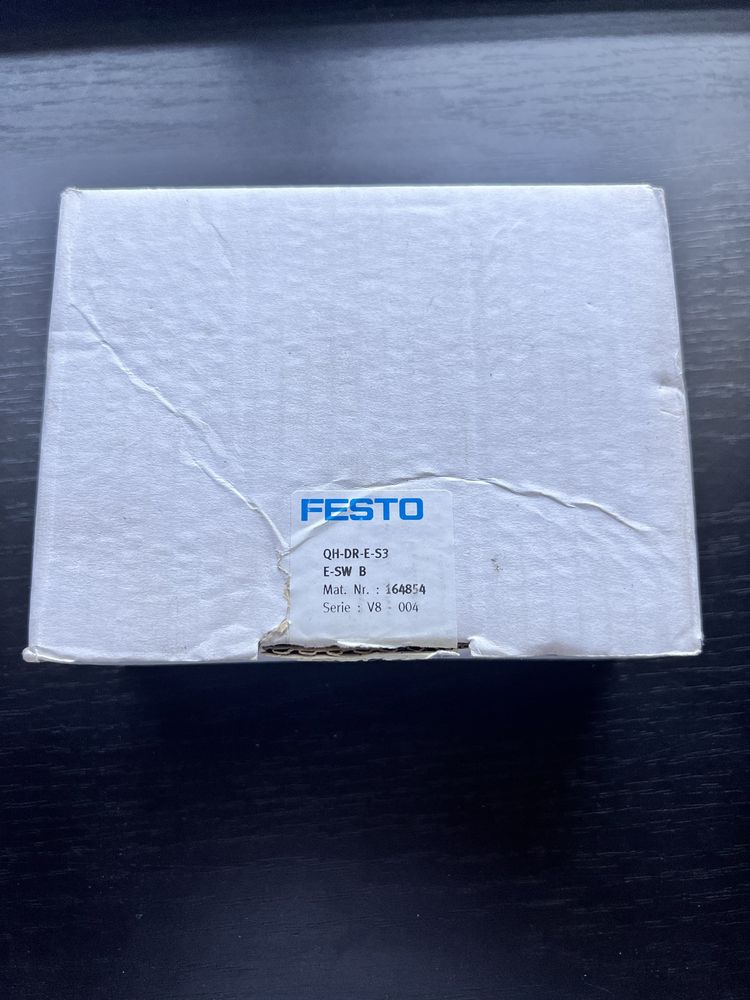 FESTO
QH-DR-E-S3
E-SW B
Mat. Nr. : 164854
Serie : V8 - 004